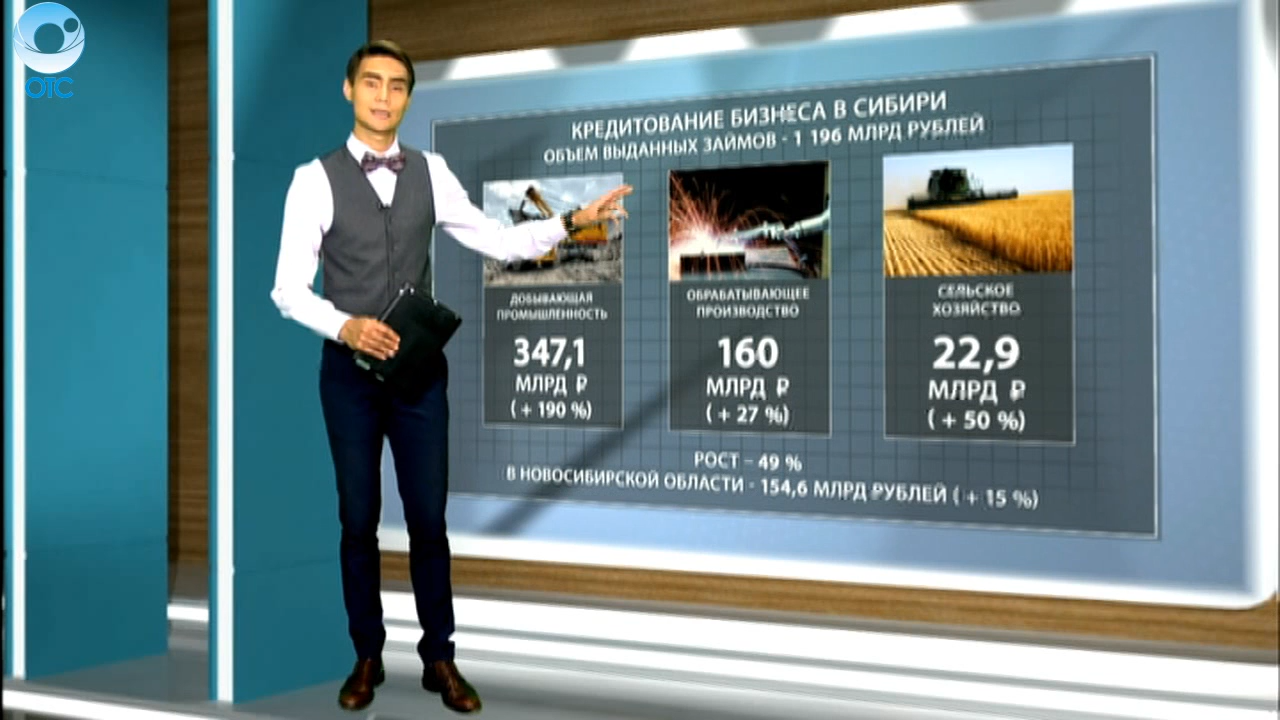 ОТС
КРЕДИТОВАНИЕ БИЗНЕСА В СИБИРИ
ОБЪЕМ ВЫДАННЫХ ЗАЙМОВ - 1 196 МЛРД РУБЛЕЙ
ДОБЫВАЮЩАЯ
ПРОМЫШЛЕННОСТЬ
347,1
МЛРД ₽
(+ 190 %)
ОБРАБАТЫВАЮЩЕЕ
ПРОИЗВОДСТВО
160
МЛРД ₽
(+ 27 %)
СЕЛЬСКОЕ
ХОЗЯЙСТВО
22,9
МЛРД ₽
( + 50 %)
РОСТ – 49 %
В НОВОСИБИРСКОЙ ОБЛАСТИ - 154,6 МЛРД РУБЛЕЙ ( + 15 %)